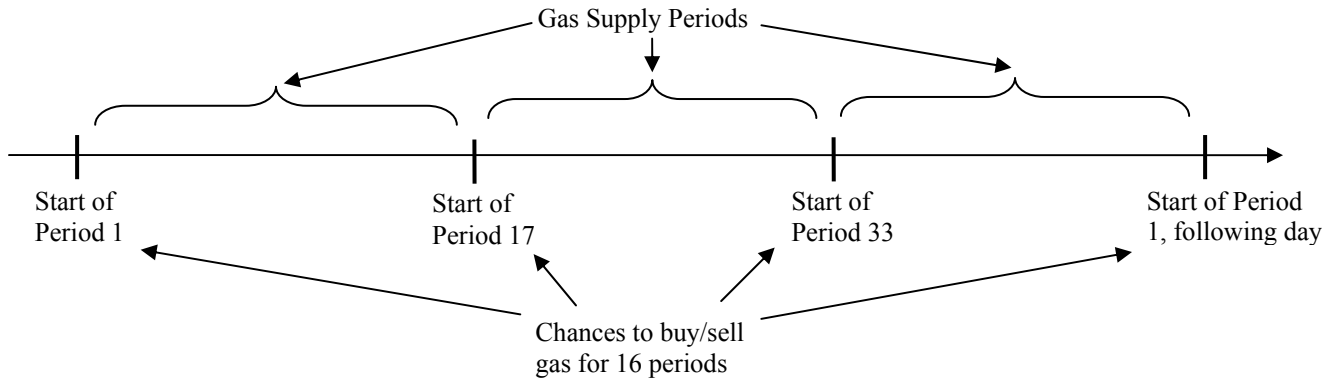 Gas Supply Periods
Start of
Period 1
Start of
Period 17
Start of
Period 33
Start of Period
1, following day
Chances to buy/sell
gas for 16 periods